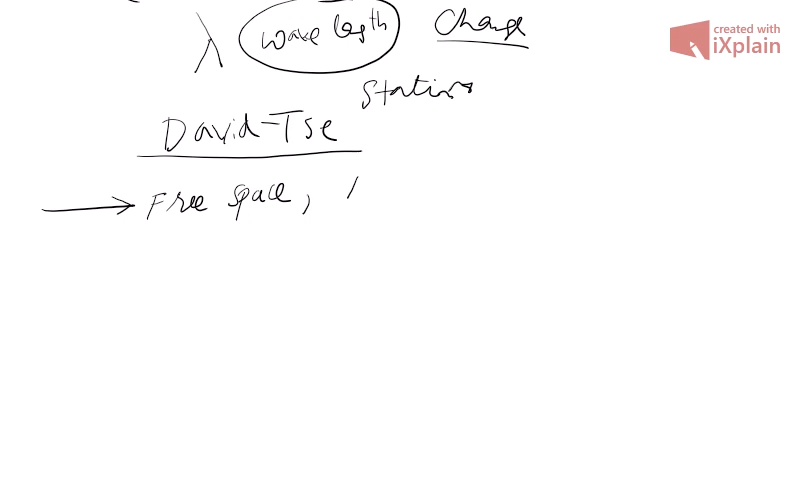 λ wave length Change
Stations
David-Tse
Free space,
created with
iXplain